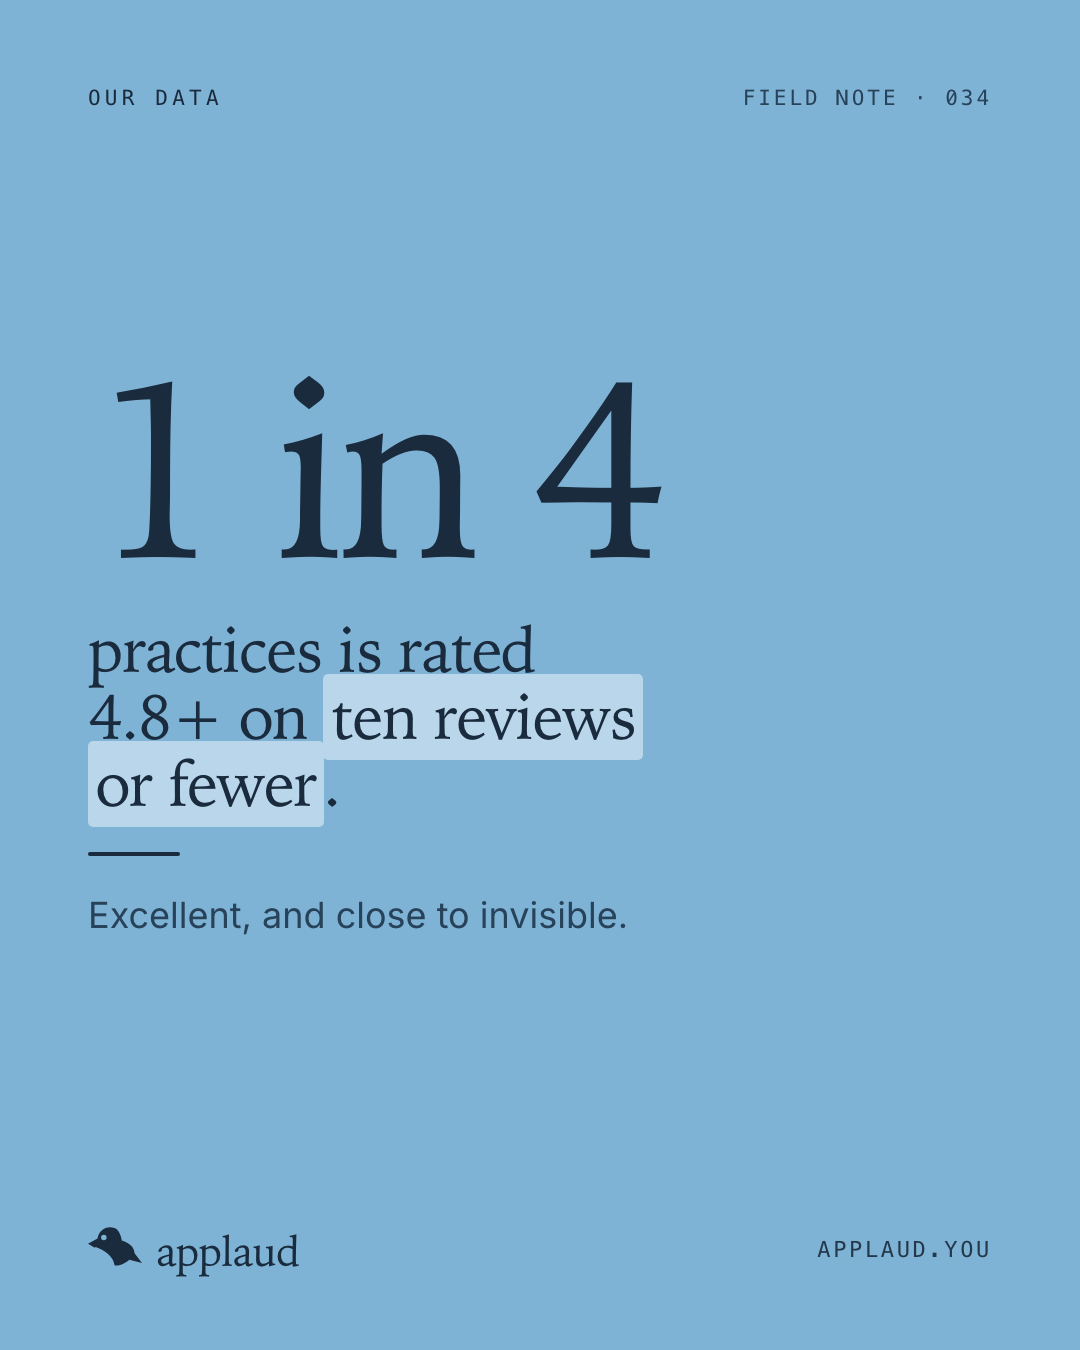 OUR DATA
FIELD NOTE · 034
1 in 4
practices is rated
4.8+ on ten reviews
or fewer.
Excellent, and close to invisible.
applaud
APPLAUD.YOU